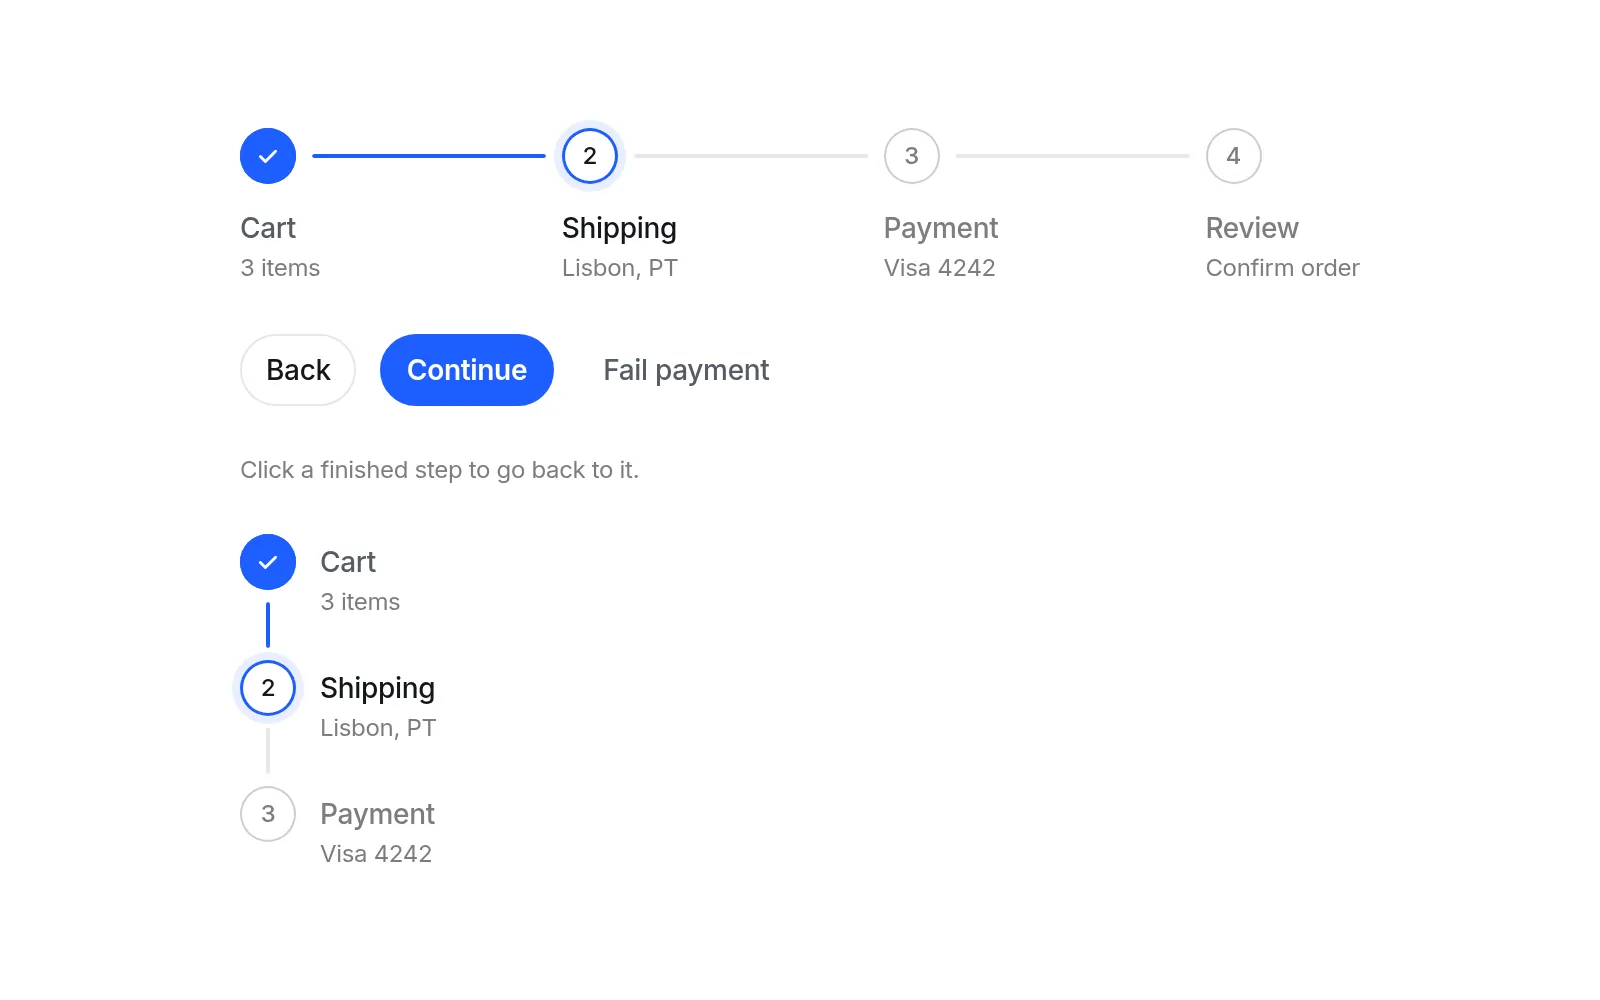 2 3 4
Cart Shipping Payment Review
3 items Lisbon, PT Visa 4242 Confirm order
Back Continue Fail payment
Click a finished step to go back to it.
Cart
3 items
2 Shipping
Lisbon, PT
3 Payment
Visa 4242